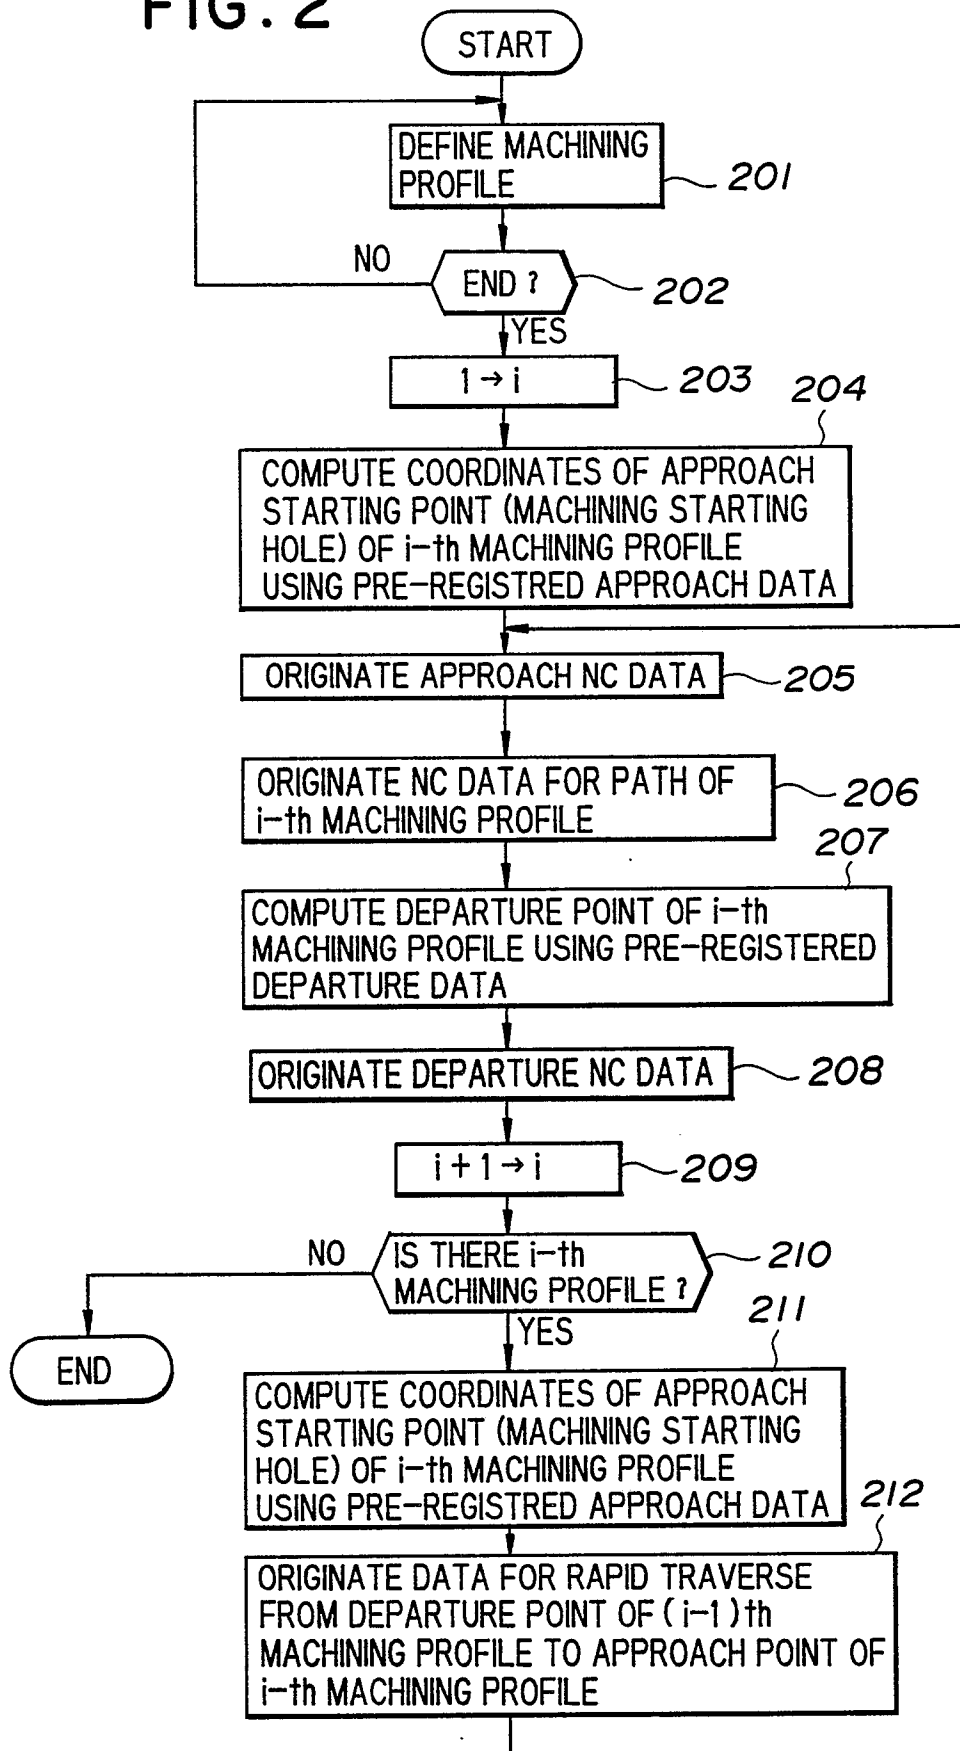 FIG. 2
START
DEFINE MACHINING
PROFILE
201
NO
END ?
202
YES
1 → i
203
204
COMPUTE COORDINATES OF APPROACH
STARTING POINT (MACHINING STARTING
HOLE) OF i-th MACHINING PROFILE
USING PRE-REGISTRED APPROACH DATA
ORIGINATE APPROACH NC DATA
205
ORIGINATE NC DATA FOR PATH OF
i-th MACHINING PROFILE
206
207
COMPUTE DEPARTURE POINT OF i-th
MACHINING PROFILE USING PRE-REGISTERED
DEPARTURE DATA
ORIGINATE DEPARTURE NC DATA
208
i + 1 → i
209
NO
IS THERE i-th
MACHINING PROFILE ?
210
YES
211
END
COMPUTE COORDINATES OF APPROACH
STARTING POINT (MACHINING STARTING
HOLE) OF i-th MACHINING PROFILE
USING PRE-REGISTRED APPROACH DATA
212
ORIGINATE DATA FOR RAPID TRAVERSE
FROM DEPARTURE POINT OF (i-1)th
MACHINING PROFILE TO APPROACH POINT OF
i-th MACHINING PROFILE